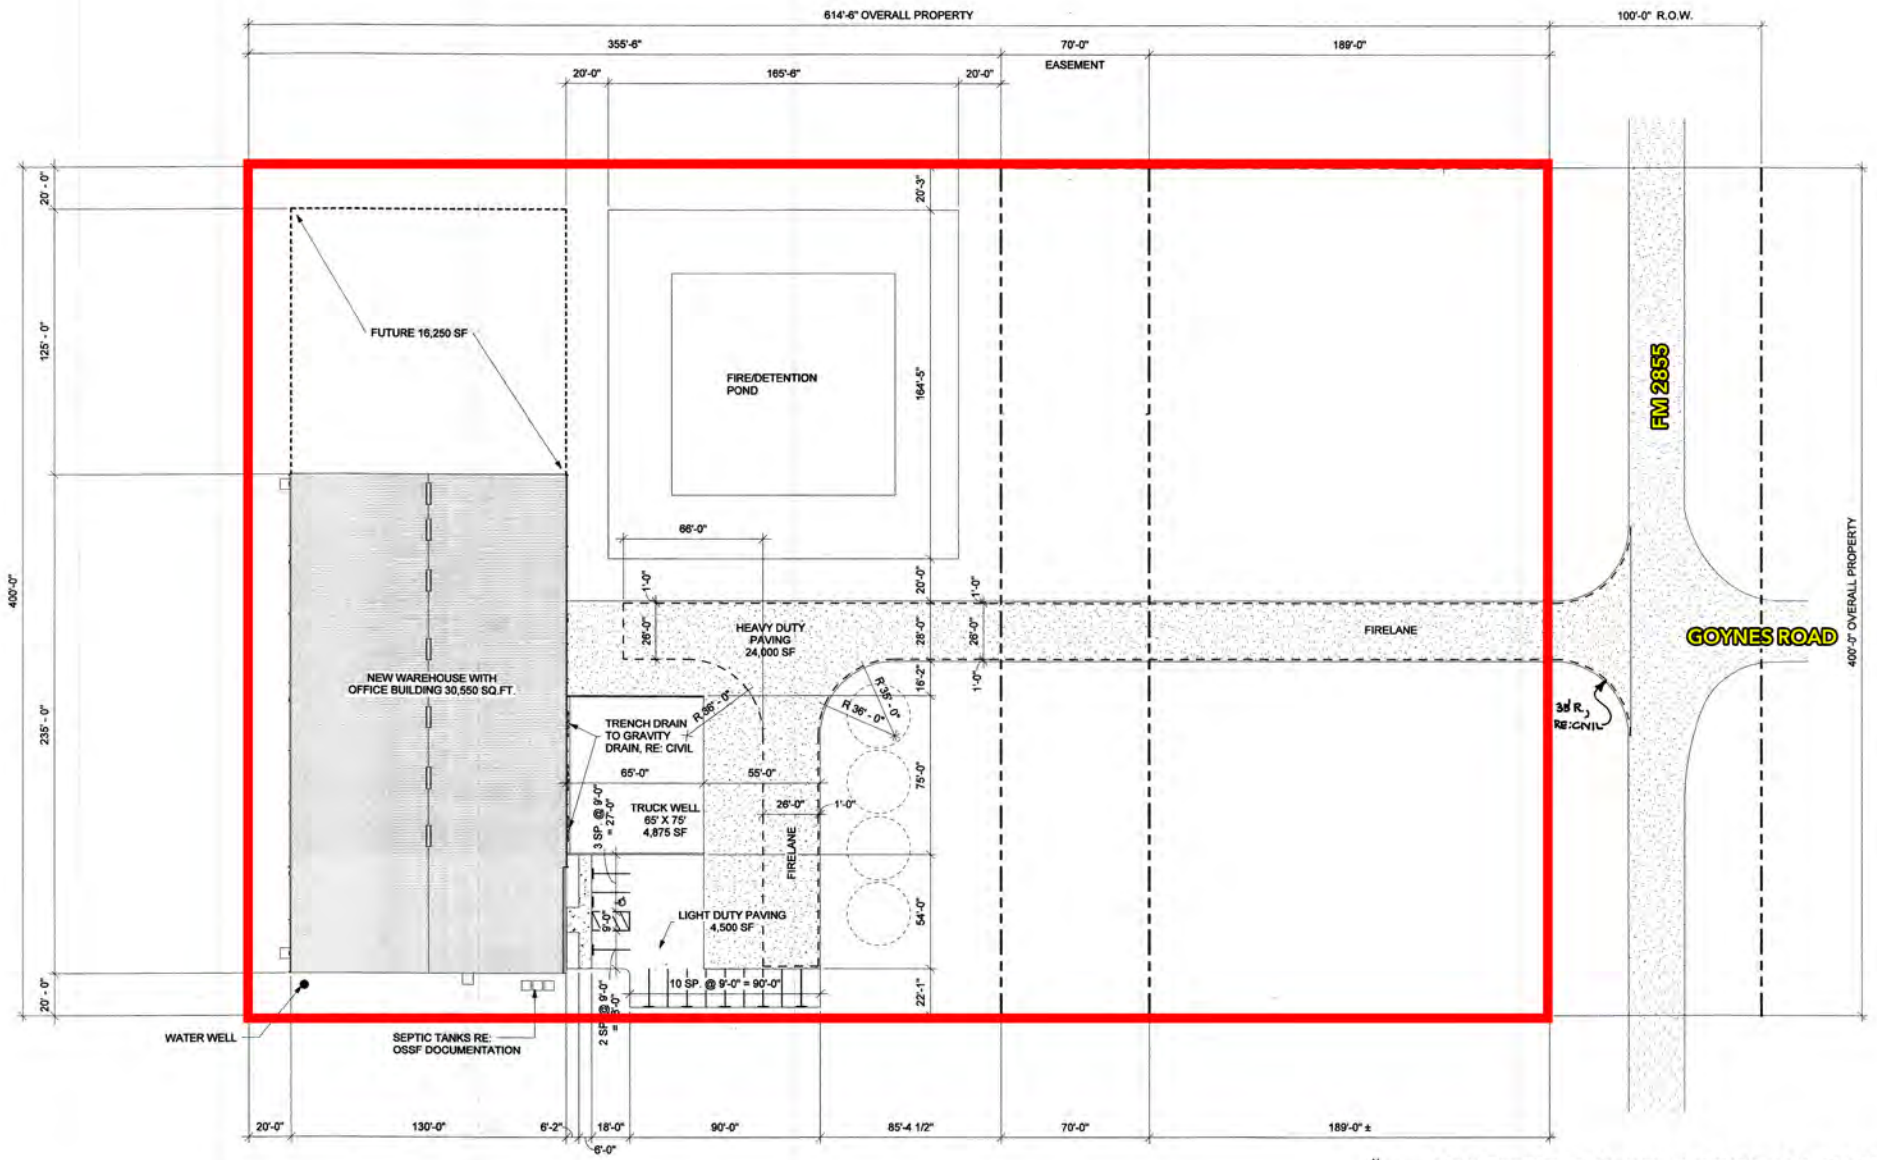 614'-6" OVERALL PROPERTY
100'-0" R.O.W.
355'-6"
70'-0"
189'-0"
EASEMENT
20'-0"
165'-6"
20'-0"
20'-0"
20'-3"
125'-0"
FUTURE 16,250 SF
FIRE/DETENTION
POND
164'-5"
FM 2855
400'-0" OVERALL PROPERTY
400'-0"
66'-0"
1'-0"
20'-0"
1'-0"
26'-0"
HEAVY DUTY
PAVING
24,000 SF
28'-0"
26'-0"
FIRELANE
GOYNES ROAD
NEW WAREHOUSE WITH
OFFICE BUILDING 30,550 SQ.FT.
16'-2"
1'-0"
R 36'-0"
R 35'-0"
R 36'-0"
235'-0"
TRENCH DRAIN
TO GRAVITY
DRAIN, RE: CIVIL
RE:CIVIL
65'-0"
55'-0"
75'-0"
3 SP. @ 9'-0"
= 27'-0"
TRUCK WELL
65' X 75'
4,875 SF
26'-0"
1'-0"
FIRELANE
9'-0"
LIGHT DUTY PAVING
4,500 SF
54'-0"
10 SP. @ 9'-0" = 90'-0"
22'-1"
20'-0"
2 SP. @ 9'-0"
WATER WELL
SEPTIC TANKS RE:
OSSF DOCUMENTATION
20'-0"
130'-0"
6'-2"
6'-0"
18'-0"
90'-0"
85'-4 1/2"
70'-0"
189'-0" ±